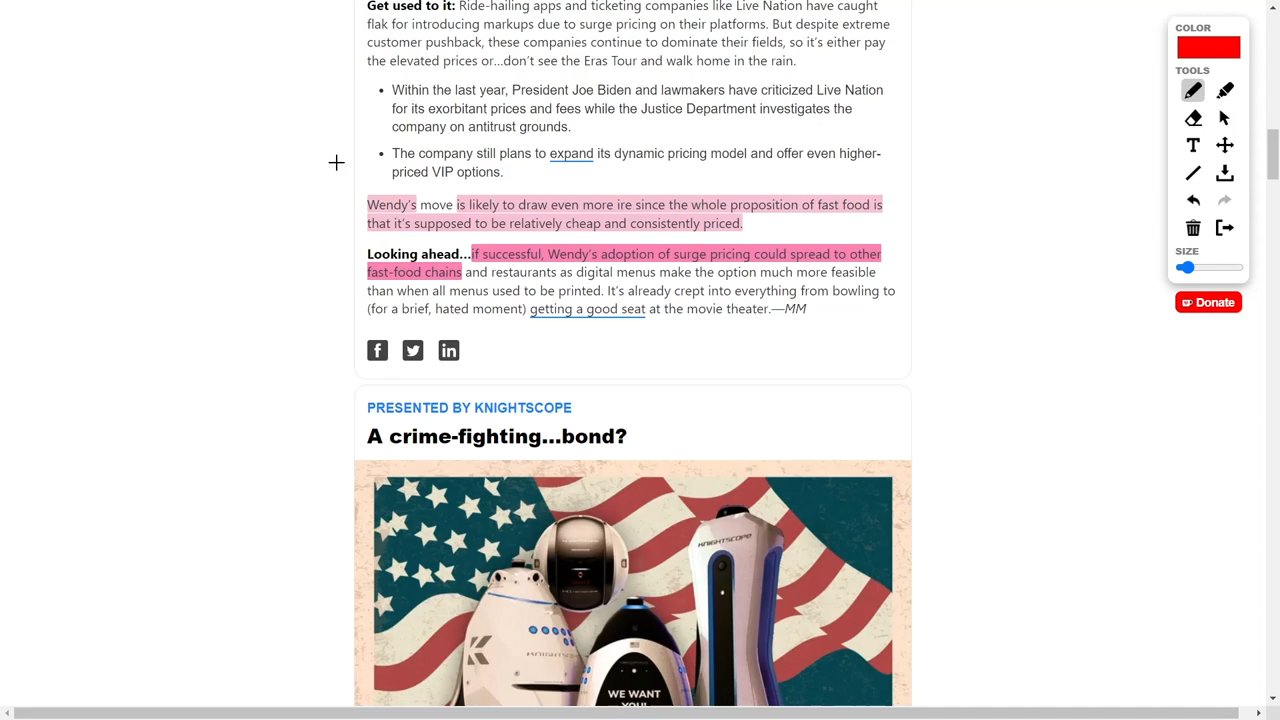 Get used to it: Ride-hailing apps and ticketing companies like Live Nation have caught
flak for introducing markups due to surge pricing on their platforms. But despite extreme
customer pushback, these companies continue to dominate their fields, so it's either pay
the elevated prices or...don't see the Eras Tour and walk home in the rain.
• Within the last year, President Joe Biden and lawmakers have criticized Live Nation
for its exorbitant prices and fees while the Justice Department investigates the
company on antitrust grounds.
• The company still plans to expand its dynamic pricing model and offer even higher-
priced VIP options.
Wendy's move is likely to draw even more ire since the whole proposition of fast food is
that it's supposed to be relatively cheap and consistently priced.
Looking ahead...if successful, Wendy's adoption of surge pricing could spread to other
fast-food chains and restaurants as digital menus make the option much more feasible
than when all menus used to be printed. It's already crept into everything from bowling to
(for a brief, hated moment) getting a good seat at the movie theater.—MM
PRESENTED BY KNIGHTSCOPE
A crime-fighting...bond?
KNIGHTSCOPE
KNIGHTSCOPE
WE WANT
YOU!
COLOR
TOOLS
SIZE
Donate